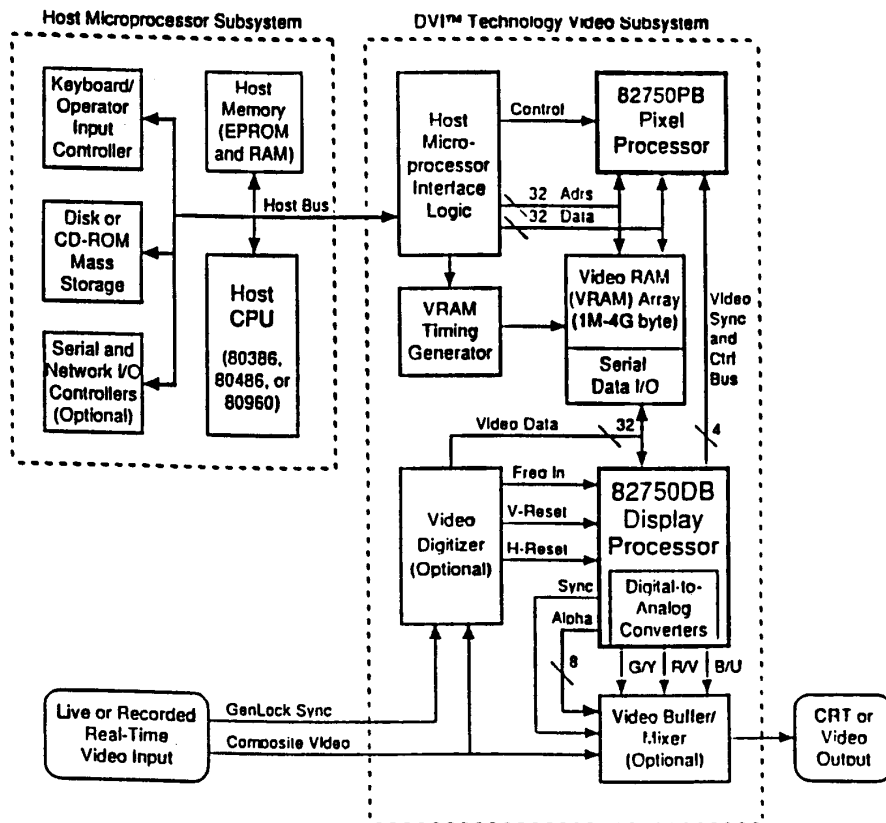 Host Microprocessor Subsystem
Keyboard/
Operator
Input
Controller
Host
Memory
(EPROM
and RAM)
Host Bus
Disk or
CD-ROM
Mass
Storage
Host
CPU
(80386,
80486, or
80960)
Serial and
Network I/O
Controllers
(Optional)
DVI™ Technology Video Subsystem
Host
Micro-
processor
Interface
Logic
Control
82750PB
Pixel
Processor
32 Adrs
32 Data
VRAM
Timing
Generator
Video RAM
(VRAM) Array
(1M-4G byte)
Serial
Data I/O
Video
Sync
and
Ctrl
Bus
4
Video Data
32
Video
Digitizer
(Optional)
Freq In
V-Reset
H-Reset
82750DB
Display
Processor
Digital-to-
Analog
Converters
Sync
Alpha
8
G/Y
R/V
B/U
Live or Recorded
Real-Time
Video Input
GenLock Sync
Composite Video
Video Buffer/
Mixer
(Optional)
CRT or
Video
Output